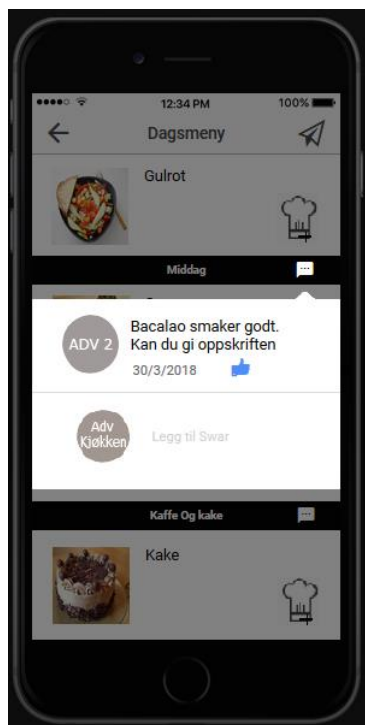 12:34 PM
100%
Dagsmeny
Gulrot
Middag
ADV 2
Bacalao smaker godt.
Kan du gi oppskriften
30/3/2018
Adv
Kjøkken
Legg til Swar
Kaffe Og kake
Kake